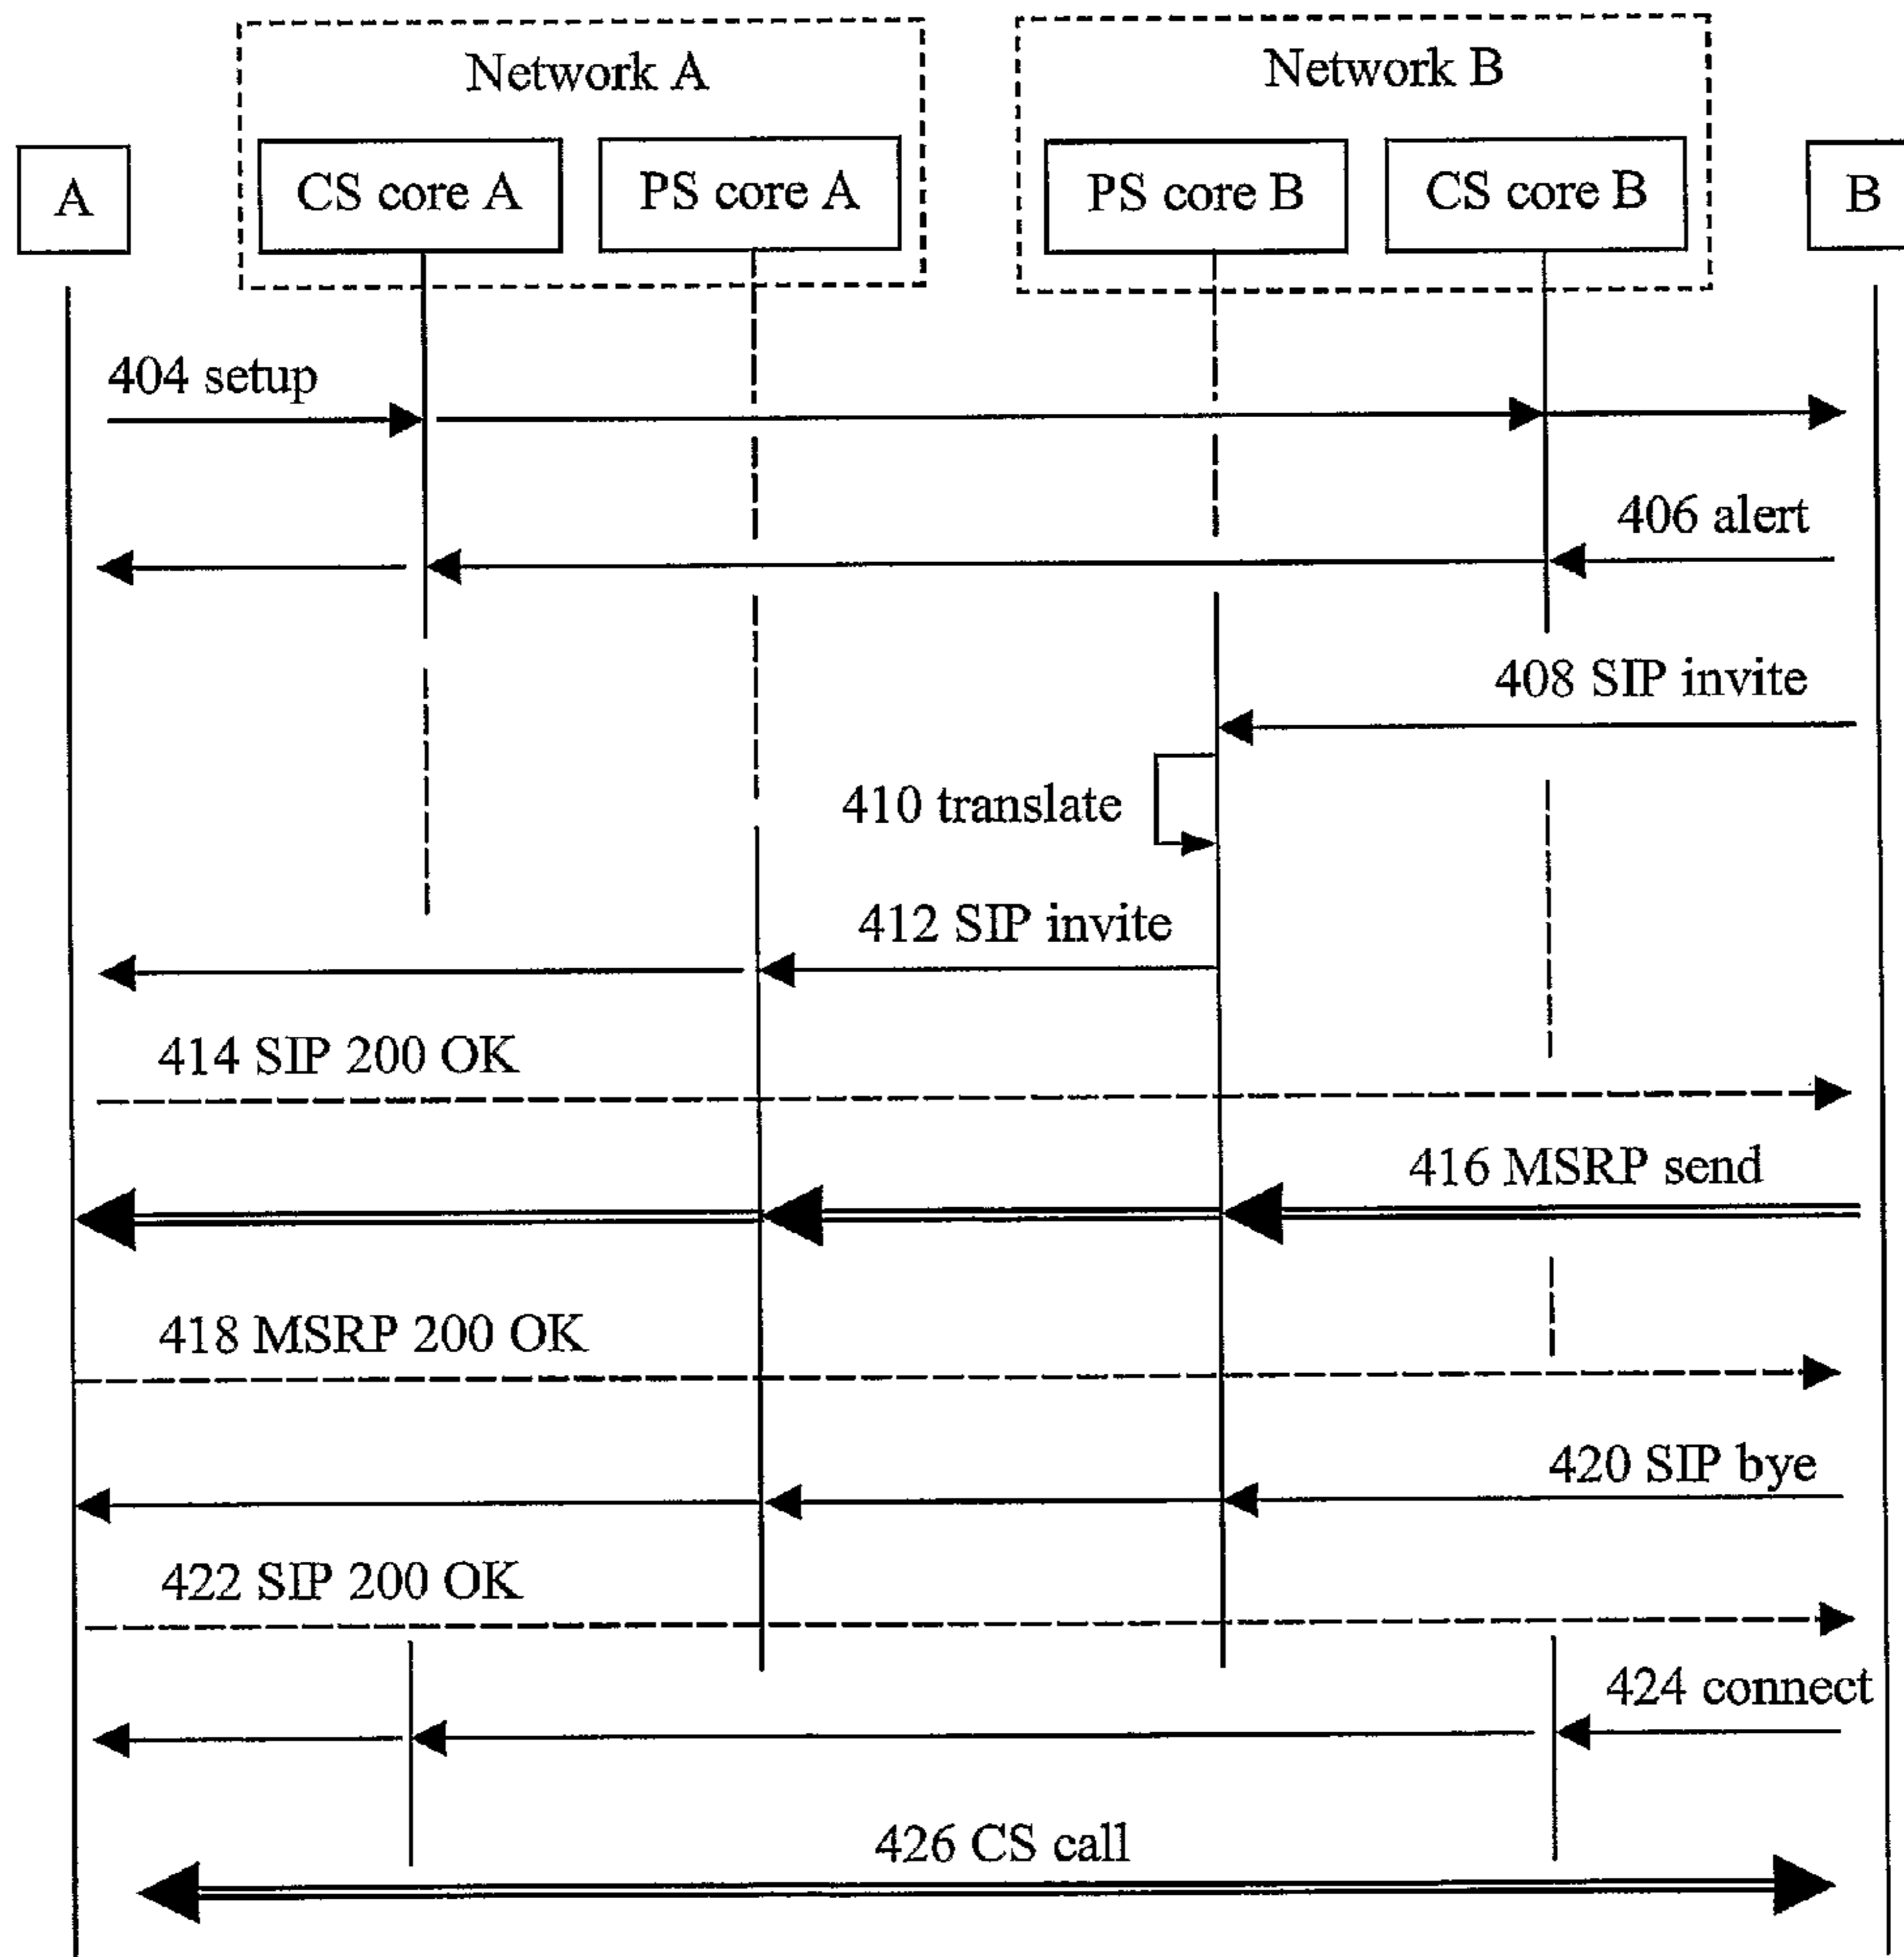 Network A
Network B
A
CS core A
PS core A
PS core B
CS core B
B
404 setup
406 alert
408 SIP invite
410 translate
412 SIP invite
414 SIP 200 OK
416 MSRP send
418 MSRP 200 OK
420 SIP bye
422 SIP 200 OK
424 connect
426 CS call